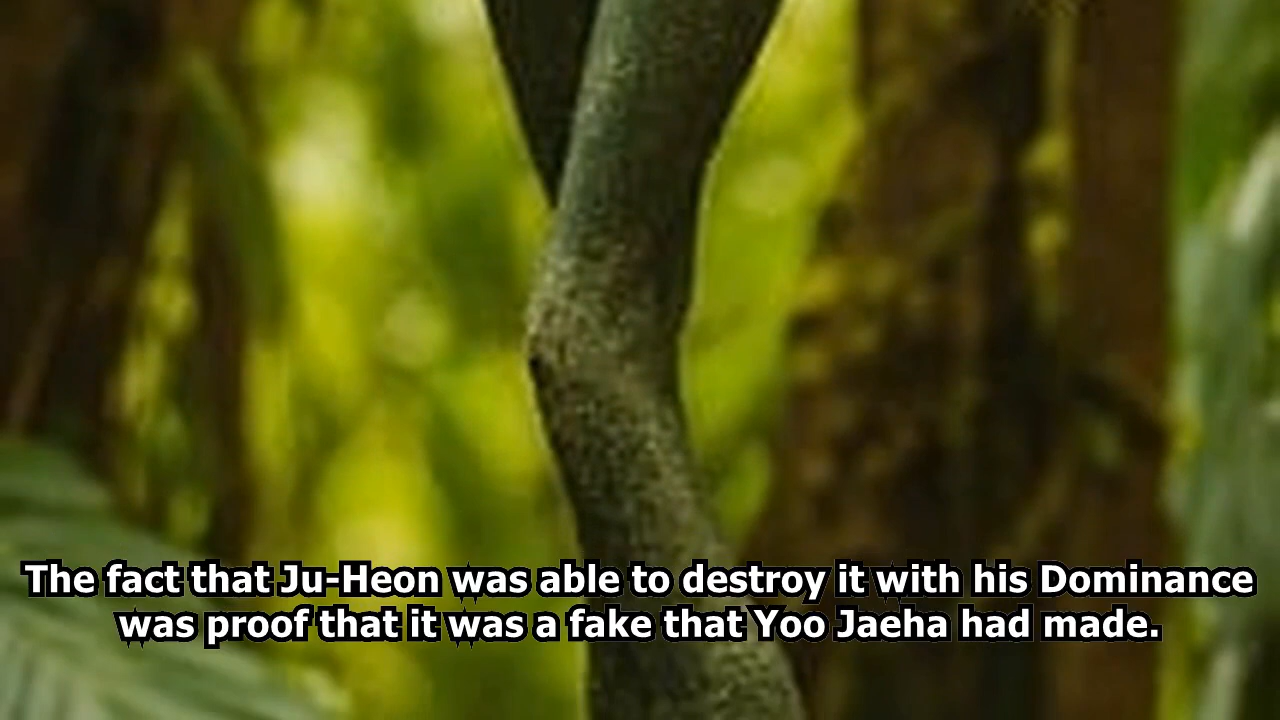 The fact that Ju-Heon was able to destroy it with his Dominance
was proof that it was a fake that Yoo Jaeha had made.